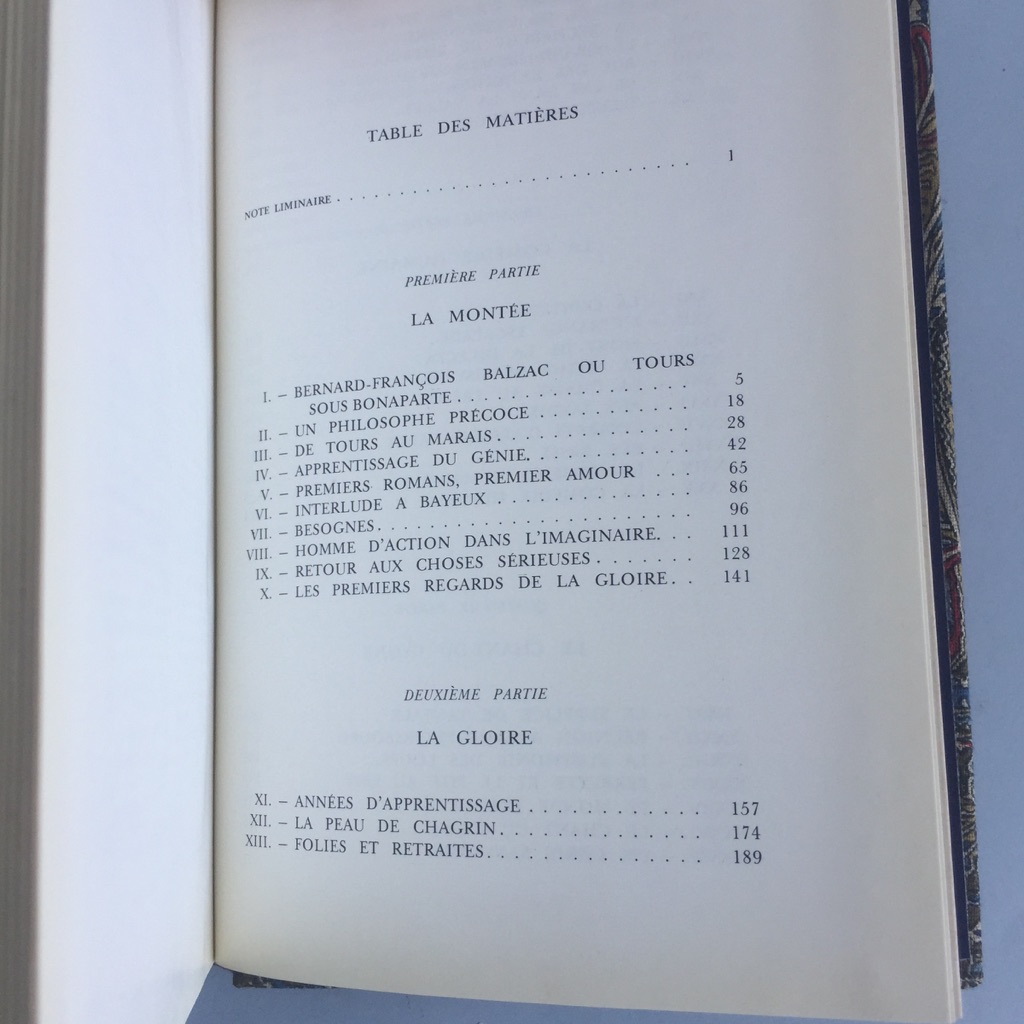 TABLE DES MATIÈRES
NOTE LIMINAIRE . . . . . . . . . . . . . . . . . . . . . . . . . . . . 1
PREMIÈRE PARTIE
LA MONTÉE
I. – BERNARD-FRANÇOIS BALZAC OU TOURS
SOUS BONAPARTE . . . . . . . . . . . . . . . . 5
II. – UN PHILOSOPHE PRÉCOCE . . . . . . . . . . . 18
III. – DE TOURS AU MARAIS . . . . . . . . . . . . . 28
IV. – APPRENTISSAGE DU GÉNIE. . . . . . . . . . . 42
V. – PREMIERS ROMANS, PREMIER AMOUR . . . 65
VI. – INTERLUDE A BAYEUX . . . . . . . . . . . . . 86
VII. – BESOGNES. . . . . . . . . . . . . . . . . . . . . 96
VIII. – HOMME D'ACTION DANS L'IMAGINAIRE. . . 111
IX. – RETOUR AUX CHOSES SÉRIEUSES . . . . . . . 128
X. – LES PREMIERS REGARDS DE LA GLOIRE. . 141
DEUXIÈME PARTIE
LA GLOIRE
XI. – ANNÉES D'APPRENTISSAGE . . . . . . . . . . . 157
XII. – LA PEAU DE CHAGRIN. . . . . . . . . . . . . 174
XIII. – FOLIES ET RETRAITES. . . . . . . . . . . . . . 189